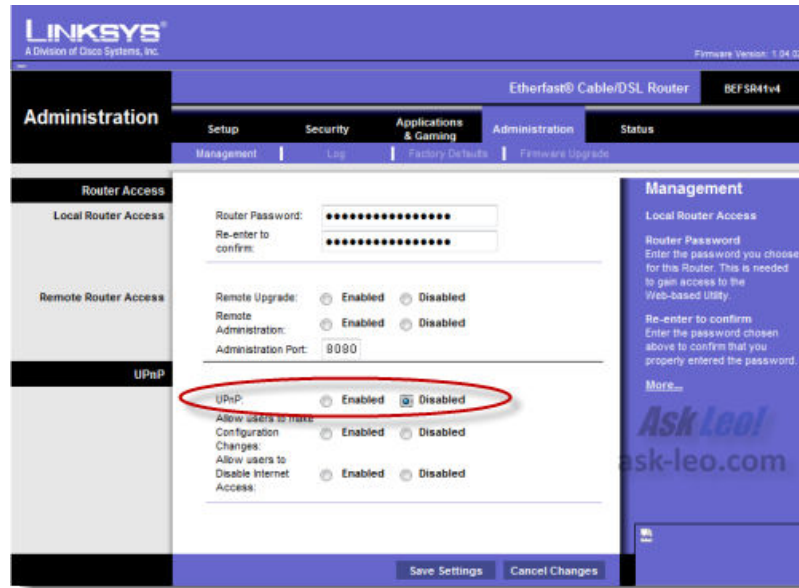 LINKSYS®
A Division of Cisco Systems, Inc.
Firmware Version: 1.04.02
Etherfast® Cable/DSL Router
BEFSR41v4
Administration
Setup
Security
Applications & Gaming
Administration
Status
Management
Log
Factory Defaults
Firmware Upgrade
Router Access
Local Router Access
Router Password:
●●●●●●●●●●●●●●●●
Re-enter to
confirm:
●●●●●●●●●●●●●●●●
Remote Router Access
Remote Upgrade:
Enabled
Disabled
Remote
Administration:
Enabled
Disabled
Administration Port:
8080
UPnP
UPnP:
Enabled
Disabled
Allow users to make
Configuration
Changes:
Enabled
Disabled
Allow users to
Disable Internet
Access:
Enabled
Disabled
Management
Local Router Access
Router Password
Enter the password you choose
for this Router. This is needed
to gain access to the
Web-based Utility.
Re-enter to confirm
Enter the password chosen
above to confirm that you
properly entered the password.
More...
Ask Leo!
ask-leo.com
Save Settings
Cancel Changes